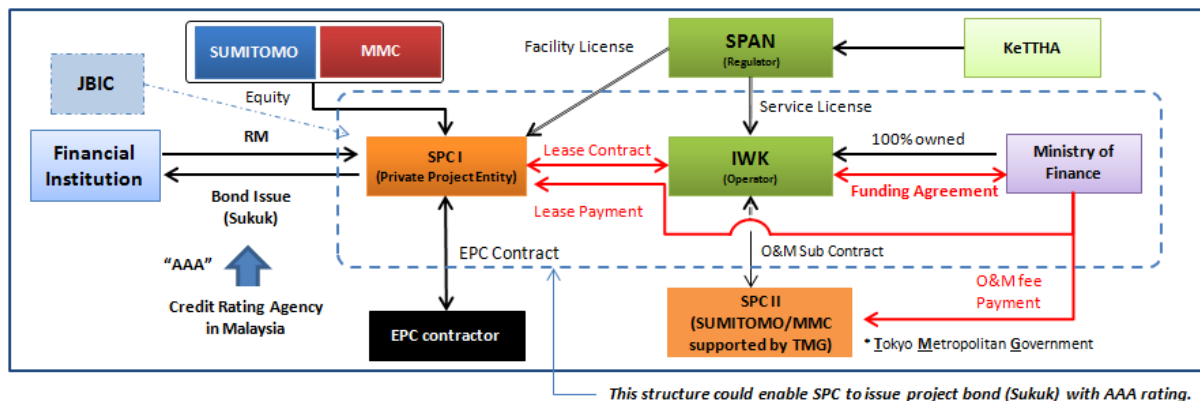 SUMITOMO
MMC
Facility License
SPAN
(Regulator)
KeTTHA
JBIC
Equity
Service License
Financial
Institution
RM
SPC I
(Private Project Entity)
Lease Contract
IWK
(Operator)
100% owned
Ministry of
Finance
Funding Agreement
Bond Issue
(Sukuk)
Lease Payment
"AAA"
EPC Contract
O&M Sub Contract
Credit Rating Agency
in Malaysia
EPC contractor
SPC II
(SUMITOMO/MMC
supported by TMG)
O&M fee
Payment
* Tokyo Metropolitan Government
This structure could enable SPC to issue project bond (Sukuk) with AAA rating.